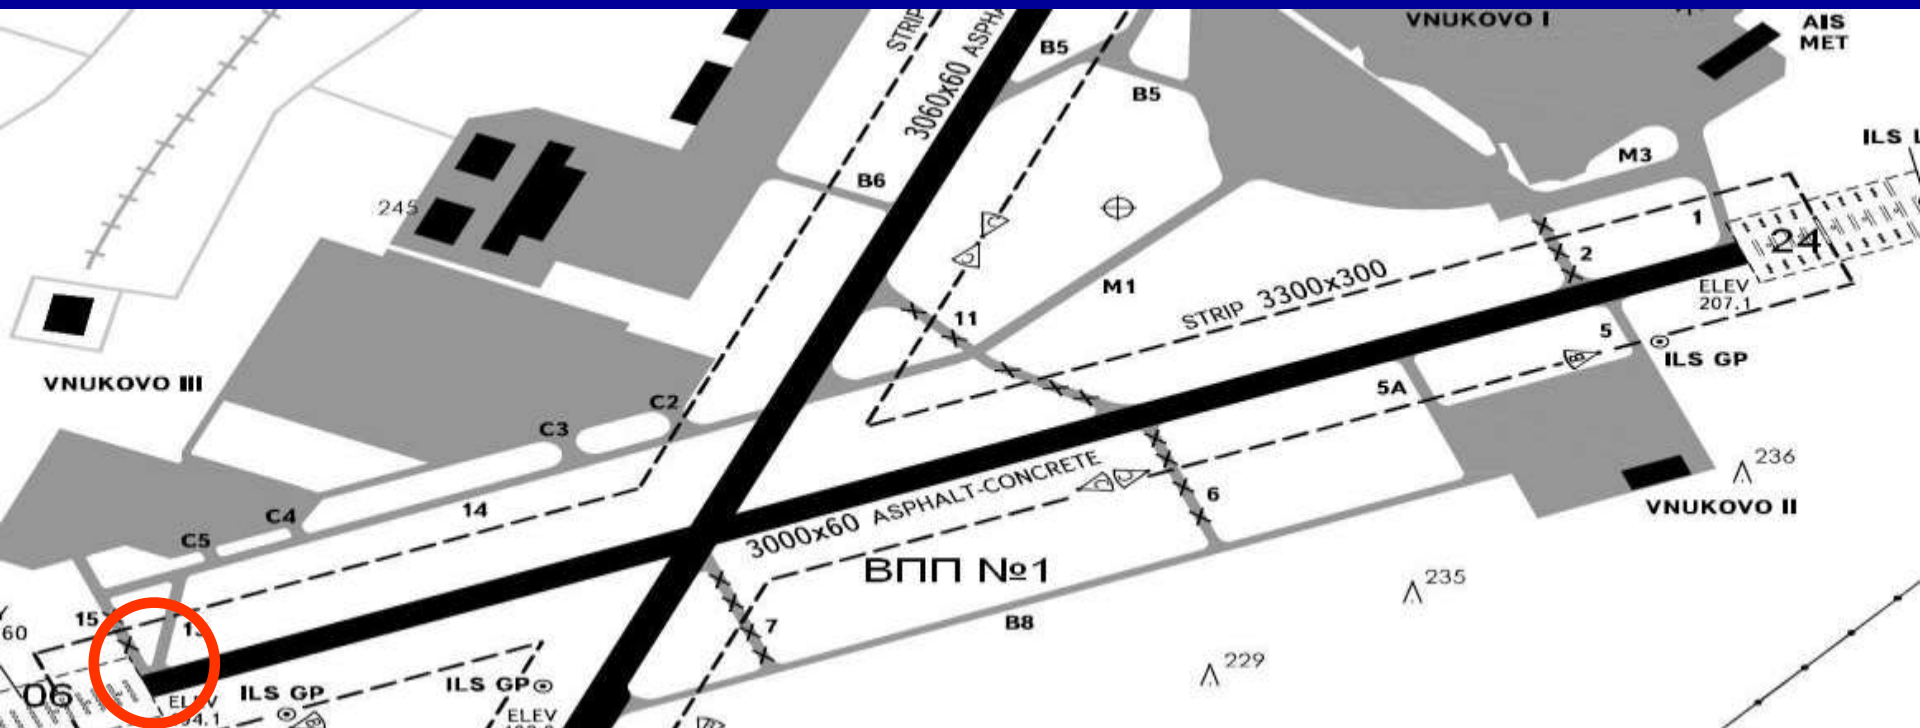 VNUKOVO I
AIS
MET
STRIP
3060x60
B5
B5
ILS
M3
B6
245
1
24
2
M1
STRIP 3300x300
ELEV
207.1
11
5
ILS GP
VNUKOVO III
5A
C2
C3
236
3000x60 ASPHALT-CONCRETE
6
VNUKOVO II
14
C4
C5
ВПП №1
235
15
60
7
B8
229
ILS GP
ILS GP
06
ELEV
ELEV